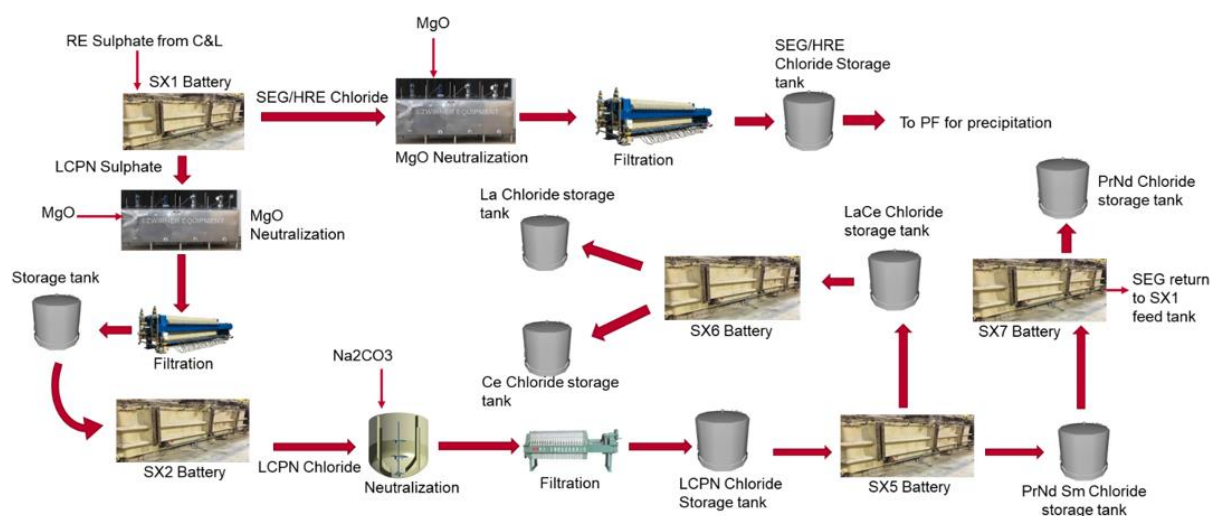 RE Sulphate from C&L
SX1 Battery
SEG/HRE Chloride
MgO
MgO Neutralization
Filtration
SEG/HRE
Chloride Storage
tank
To PF for precipitation
LCPN Sulphate
MgO
MgO
Neutralization
Storage tank
Filtration
SX2 Battery
LCPN Chloride
Na2CO3
Neutralization
Filtration
LCPN Chloride
Storage tank
SX5 Battery
PrNd Sm Chloride
storage tank
LaCe Chloride
storage tank
SX6 Battery
La Chloride storage
tank
Ce Chloride storage
tank
SX7 Battery
SEG return
to SX1
feed tank
PrNd Chloride
storage tank